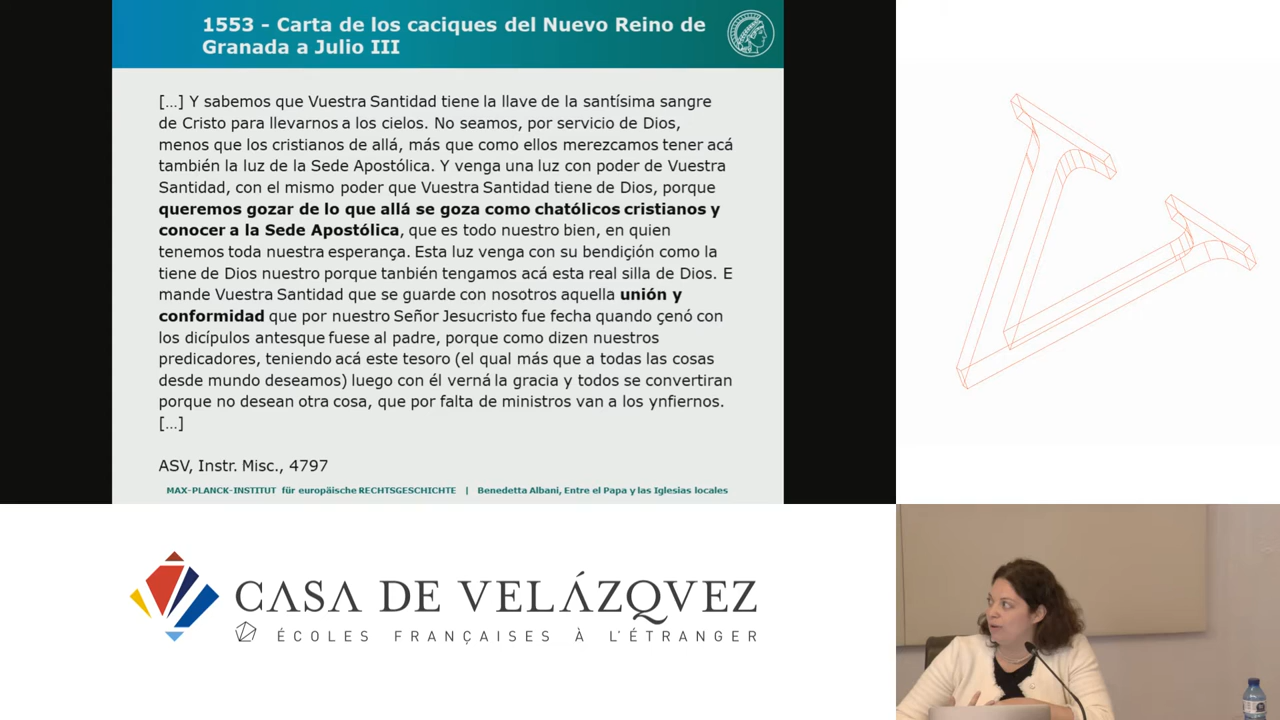 1553 - Carta de los caciques del Nuevo Reino de
Granada a Julio III
[…] Y sabemos que Vuestra Santidad tiene la llave de la santísima sangre
de Cristo para llevarnos a los cielos. No seamos, por servicio de Dios,
menos que los cristianos de allá, más que como ellos merezcamos tener acá
también la luz de la Sede Apostólica. Y venga una luz con poder de Vuestra
Santidad, con el mismo poder que Vuestra Santidad tiene de Dios, porque
queremos gozar de lo que allá se goza como chatólicos cristianos y
conocer a la Sede Apostólica, que es todo nuestro bien, en quien
tenemos toda nuestra esperança. Esta luz venga con su bendiçión como la
tiene de Dios nuestro porque tanbién tengamos acá esta real silla de Dios. E
mande Vuestra Santidad que se guarde con nosotros aquella unión y
conformidad que por nuestro Señor Jesucristo fue fecha quando çenó con
los dicípulos antesque fuese al padre, porque como dizen nuestros
predicadores, teniendo acá este tesoro (el qual más que a todas las cosas
desde mundo deseamos) luego con él verná la gracia y todos se convertiran
porque no desean otra cosa, que por falta de ministros van a los ynfiernos.
[…]
ASV, Instr. Misc., 4797
MAX-PLANCK-INSTITUT für europäische RECHTSGESCHICHTE | Benedetta Albani, Entre el Papa y las Iglesias locales
CASA DE VELÁZQVEZ
ÉCOLES FRANÇAISES À L'ÉTRANGER